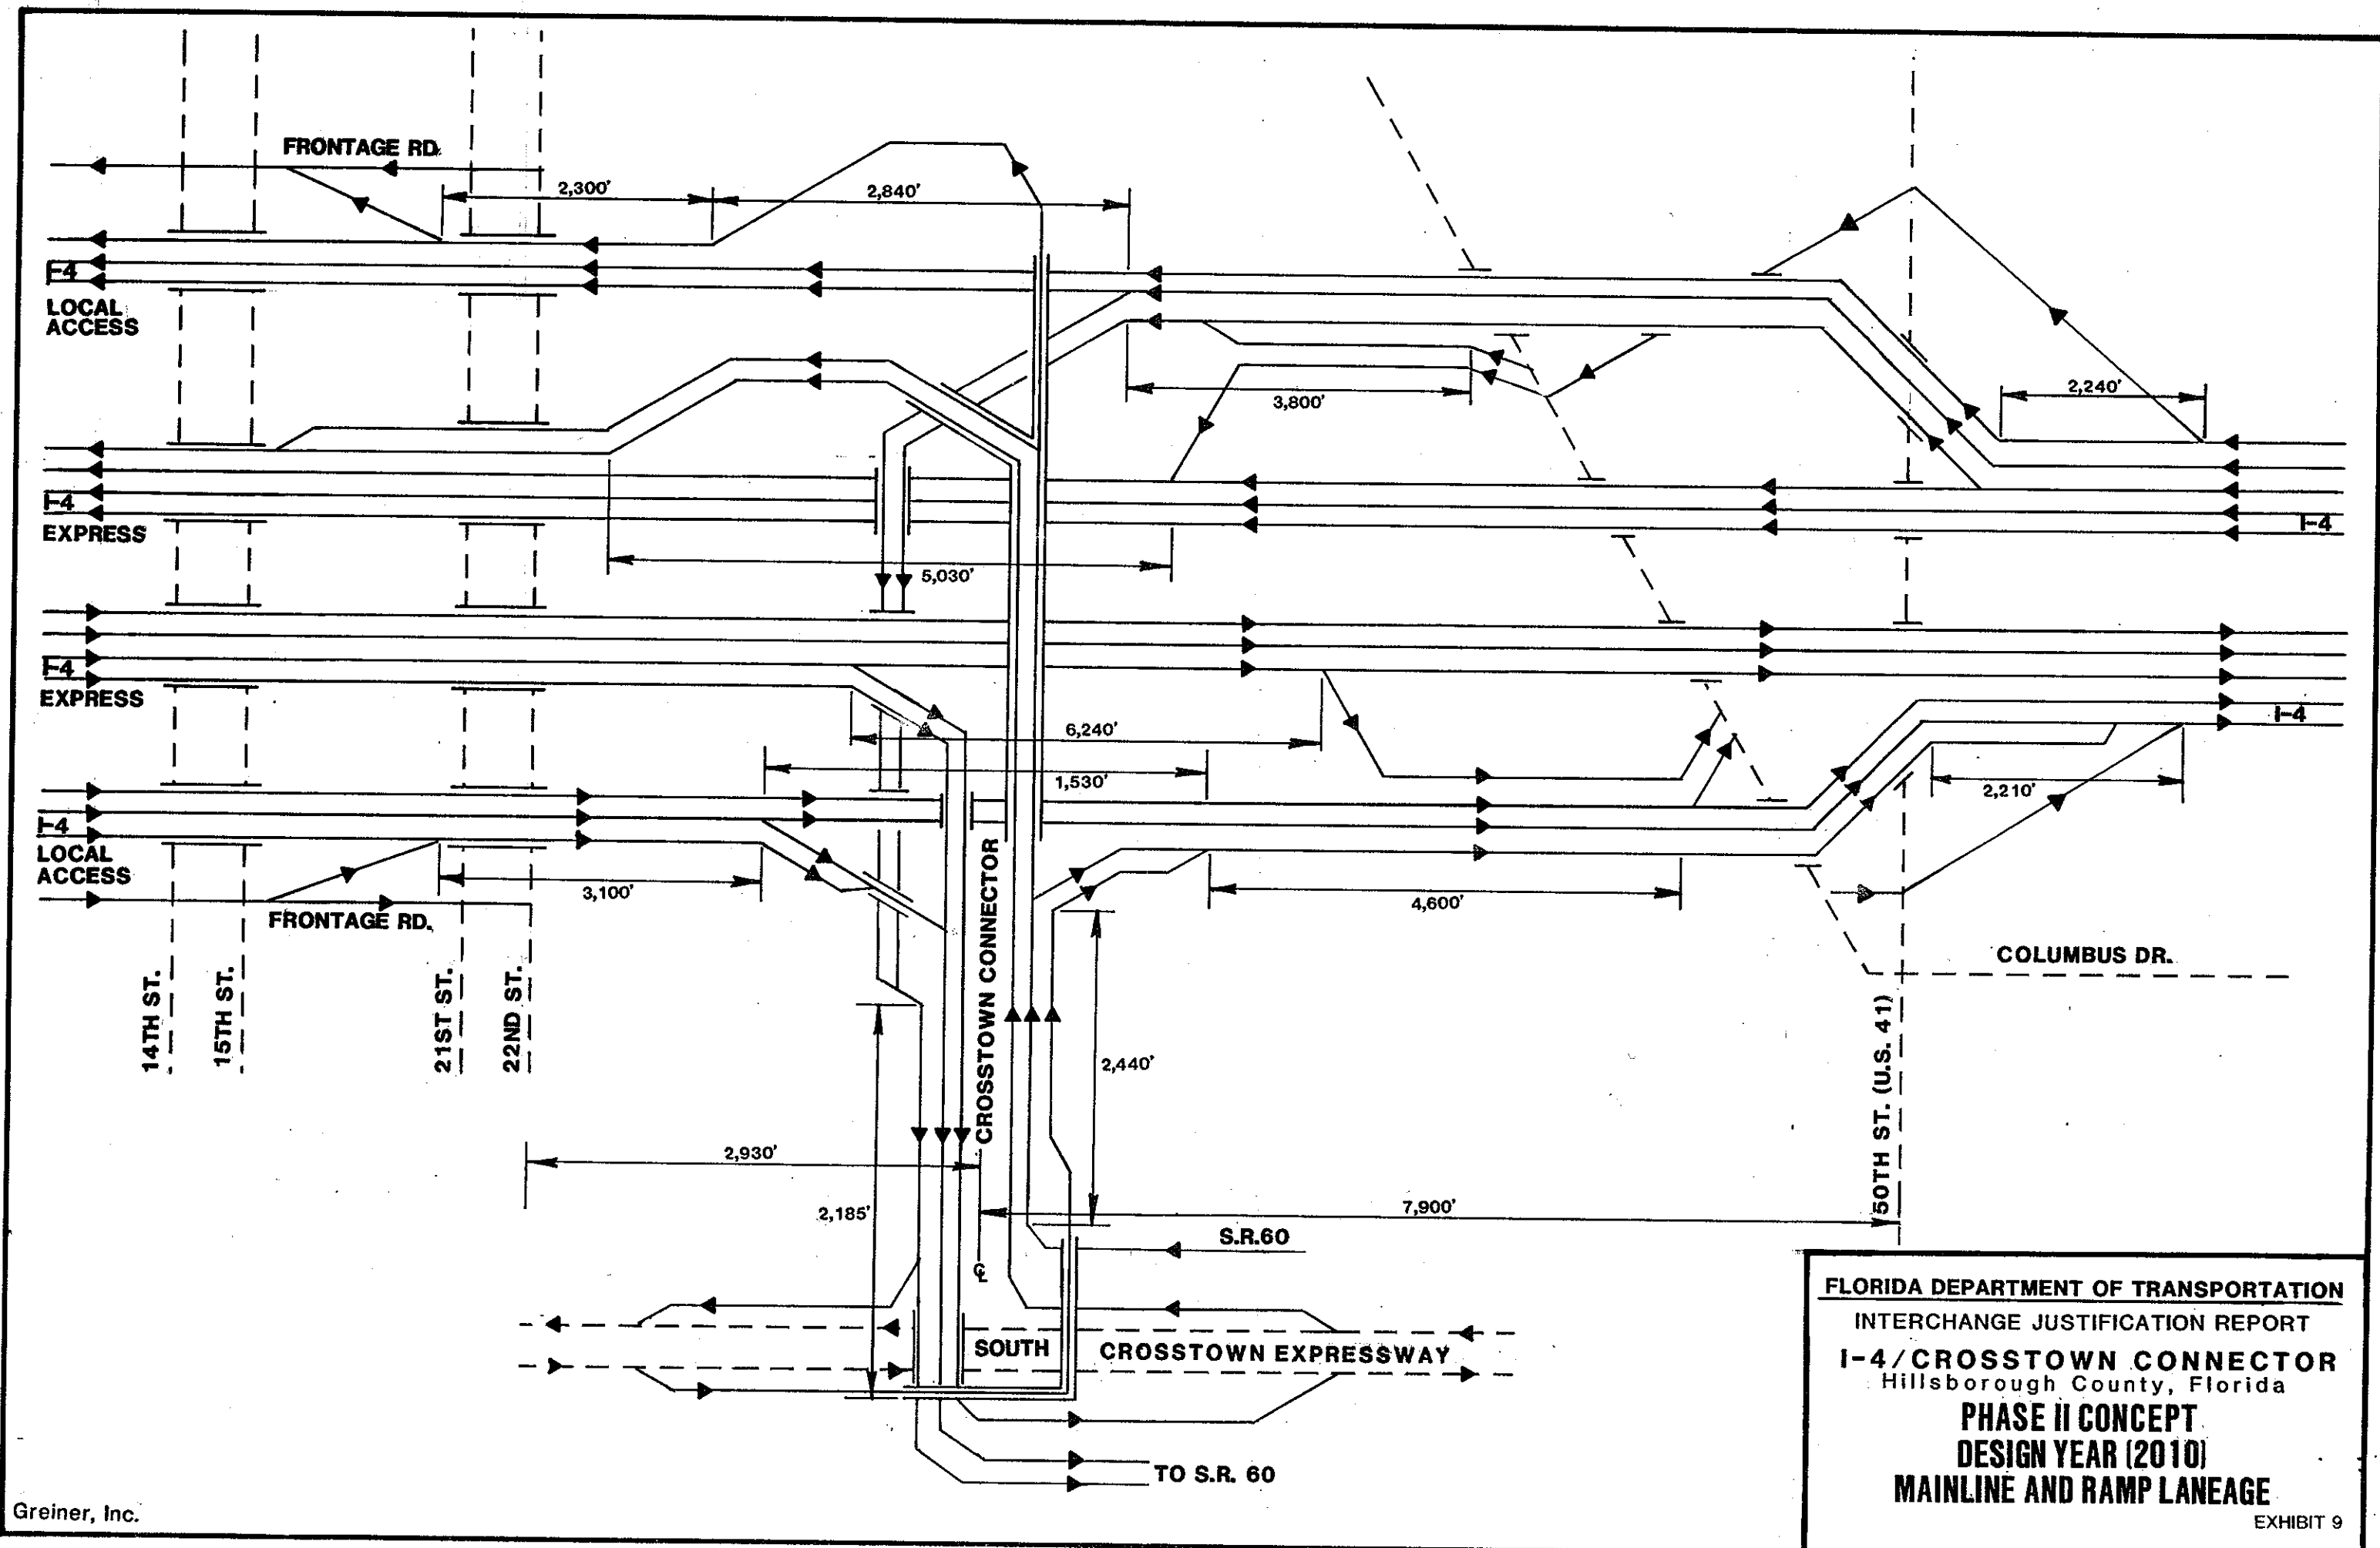 FRONTAGE RD.
2,300'
2,840'
I-4
LOCAL
ACCESS
3,800'
2,240'
I-4
EXPRESS
I-4
5,030'
I-4
EXPRESS
I-4
6,240'
1,530'
2,210'
I-4
LOCAL
ACCESS
3,100'
4,600'
FRONTAGE RD.
CROSSTOWN CONNECTOR
COLUMBUS DR.
14TH ST.
15TH ST.
21ST ST.
22ND ST.
2,440'
50TH ST. (U.S. 41)
2,930'
2,185'
7,900'
S.R.60
℄
SOUTH
CROSSTOWN EXPRESSWAY
TO S.R. 60
FLORIDA DEPARTMENT OF TRANSPORTATION
INTERCHANGE JUSTIFICATION REPORT
I-4/CROSSTOWN CONNECTOR
Hillsborough County, Florida
PHASE II CONCEPT
DESIGN YEAR (2010)
MAINLINE AND RAMP LANEAGE
EXHIBIT 9
Greiner, Inc.